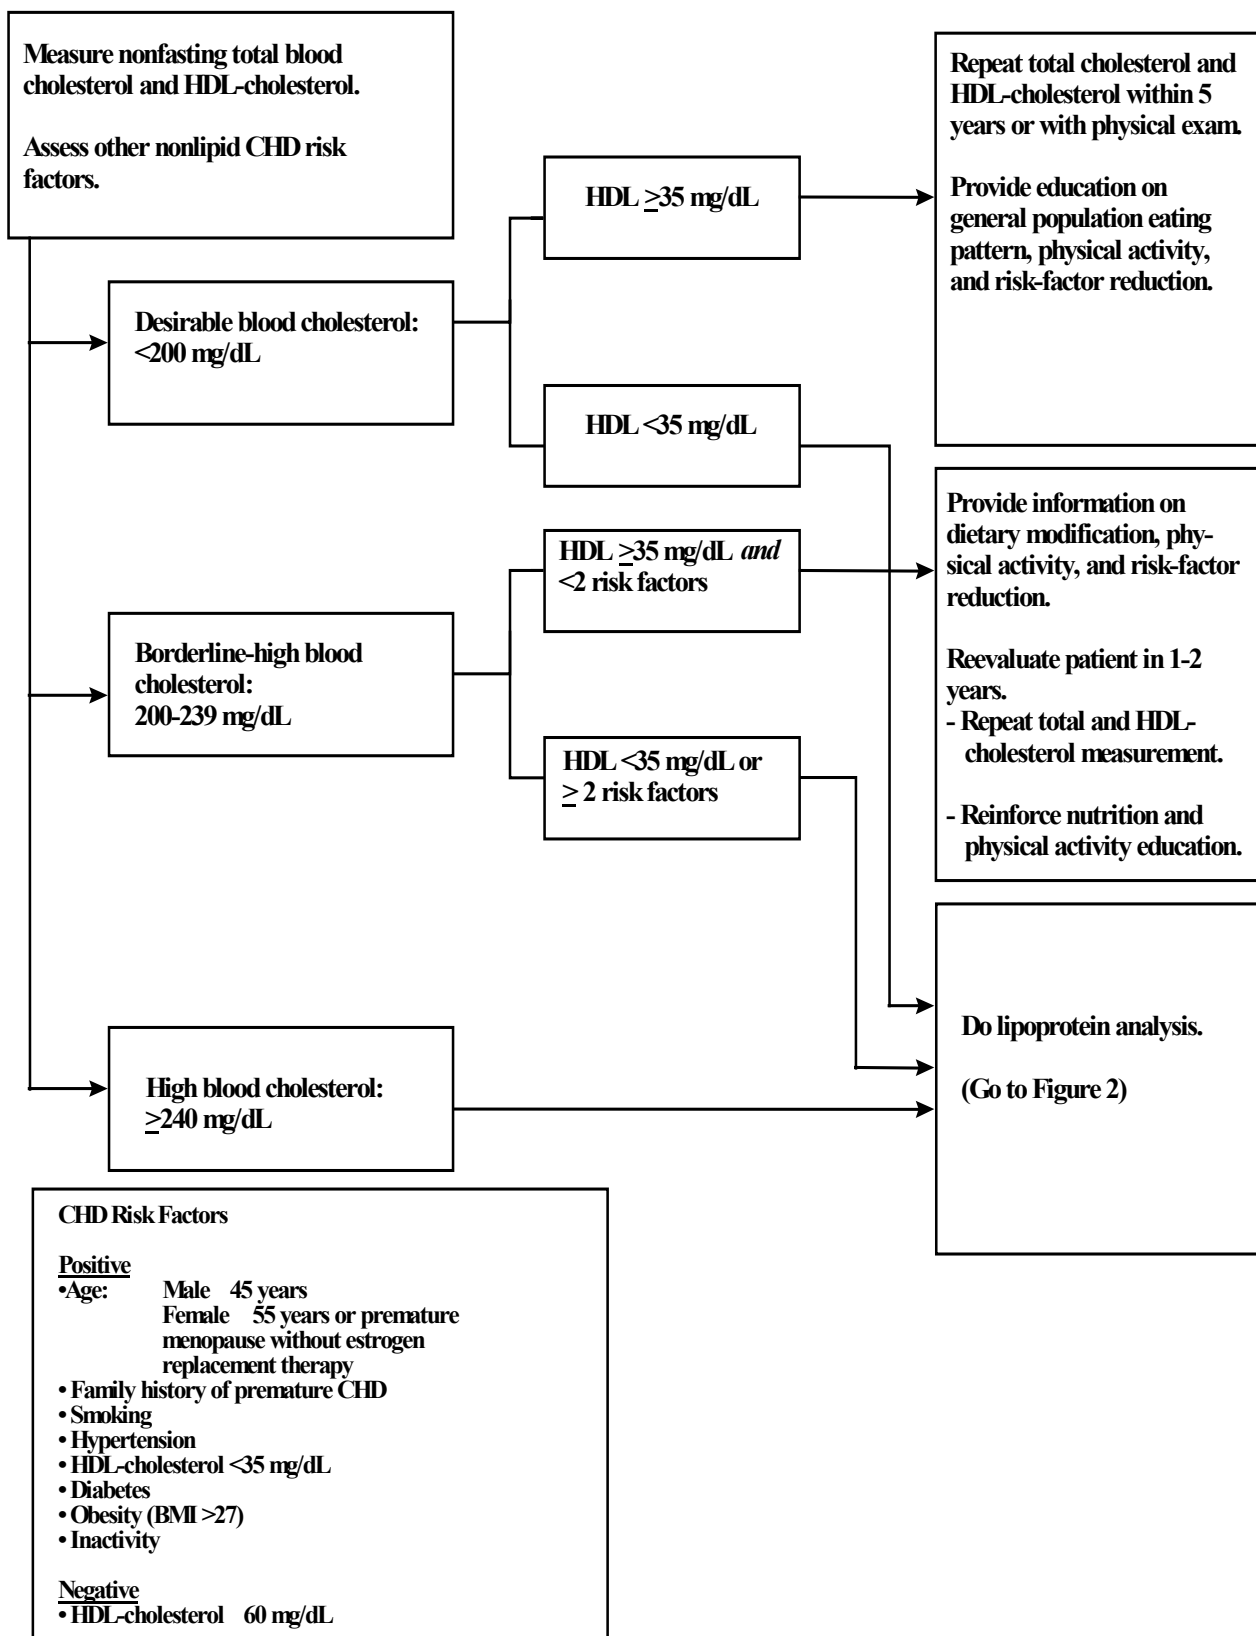 Measure nonfasting total blood
cholesterol and HDL-cholesterol.
Assess other nonlipid CHD risk
factors.
Desirable blood cholesterol:
<200 mg/dL
HDL ≥35 mg/dL
HDL <35 mg/dL
Repeat total cholesterol and
HDL-cholesterol within 5
years or with physical exam.
Provide education on
general population eating
pattern, physical activity,
and risk-factor reduction.
Borderline-high blood
cholesterol:
200-239 mg/dL
HDL ≥35 mg/dL and
<2 risk factors
HDL <35 mg/dL or
≥ 2 risk factors
Provide information on
dietary modification, phy-
sical activity, and risk-factor
reduction.
Reevaluate patient in 1-2
years.
- Repeat total and HDL-
cholesterol measurement.
- Reinforce nutrition and
physical activity education.
High blood cholesterol:
≥240 mg/dL
Do lipoprotein analysis.
(Go to Figure 2)
CHD Risk Factors
Positive
•Age: Male 45 years
Female 55 years or premature
menopause without estrogen
replacement therapy
• Family history of premature CHD
• Smoking
• Hypertension
• HDL-cholesterol <35 mg/dL
• Diabetes
• Obesity (BMI >27)
• Inactivity
Negative
• HDL-cholesterol 60 mg/dL